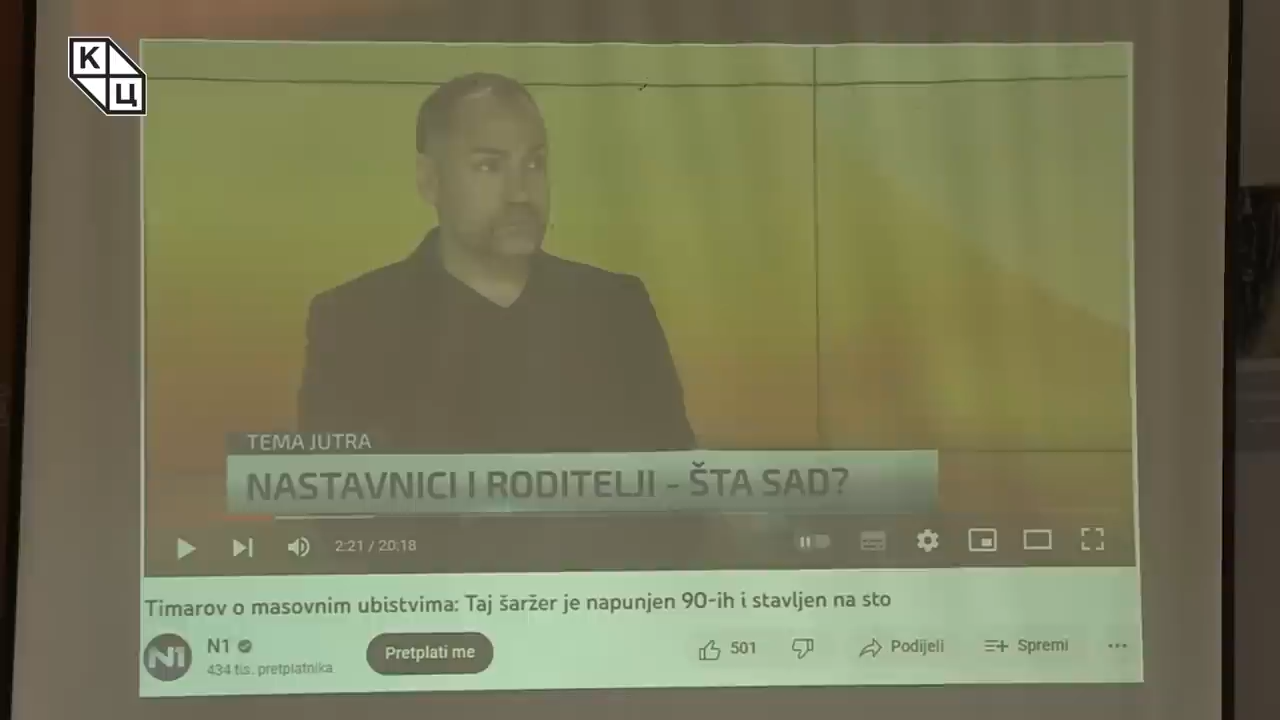 К
Ц
TEMA JUTRA
NASTAVNICI I RODITELJI - ŠTA SAD?
2:21 / 20:18
Timarov o masovnim ubistvima: Taj šaržer je napunjen 90-ih i stavljen na sto
N1
N1
434 tis. pretplatnika
Pretplati me
501
Podijeli
Spremi